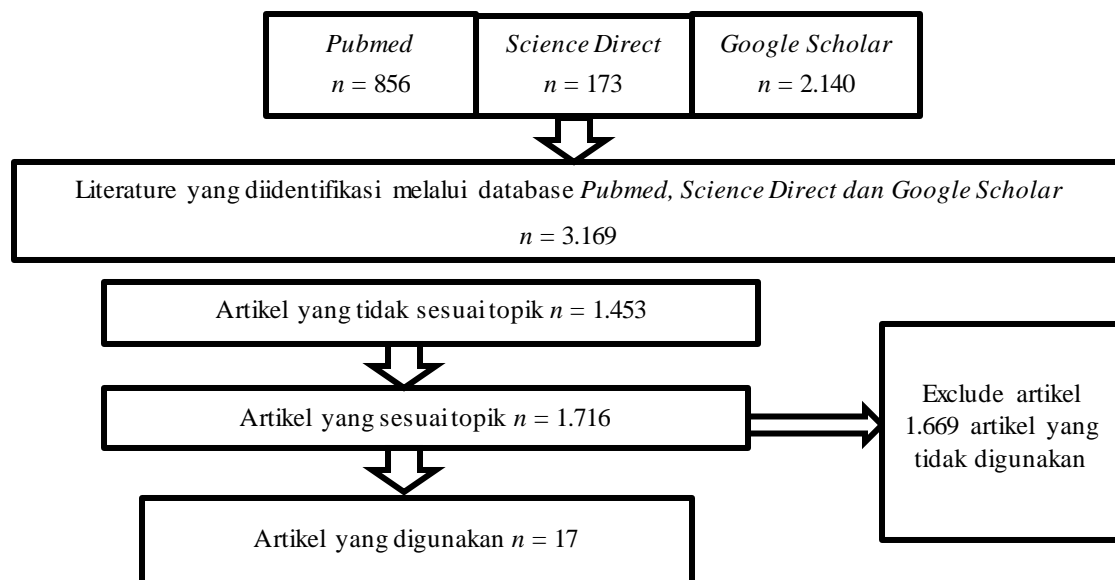 Pubmed
n = 856
Science Direct
n = 173
Google Scholar
n = 2.140
Literature yang diidentifikasi melalui database Pubmed, Science Direct dan Google Scholar
n = 3.169
Artikel yang tidak sesuai topik n = 1.453
Artikel yang sesuai topik n = 1.716
Exclude artikel
1.669 artikel yang
tidak digunakan
Artikel yang digunakan n = 17